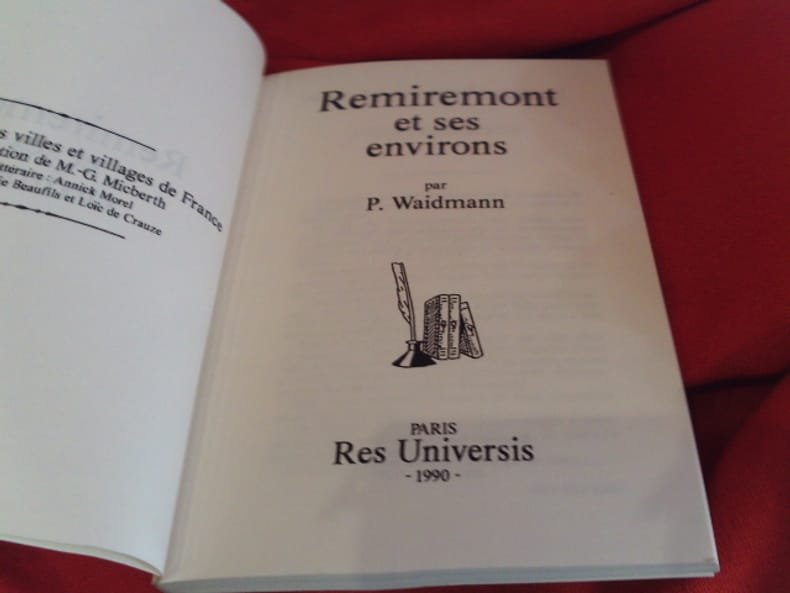 s villes et villages de France
tion de M.-G. Micberth
ttéraire : Annick Morel
ie Beaufils et Loïc de Crauze
Remiremont
et ses
environs
par
P. Waidmann
PARIS
Res Universis
- 1990 -